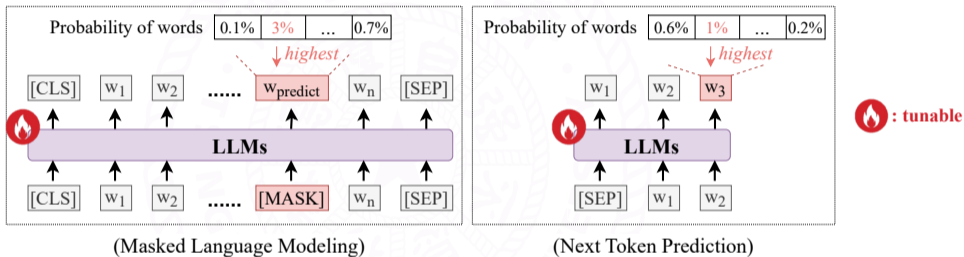 Probability of words 0.1% 3% ... 0.7%
highest
[CLS] w1 w2 ...... wpredict wn [SEP]
LLMs
[CLS] w1 w2 ...... [MASK] wn [SEP]
(Masked Language Modeling)
Probability of words 0.6% 1% ... 0.2%
highest
w1 w2 w3
LLMs
[SEP] w1 w2
(Next Token Prediction)
: tunable